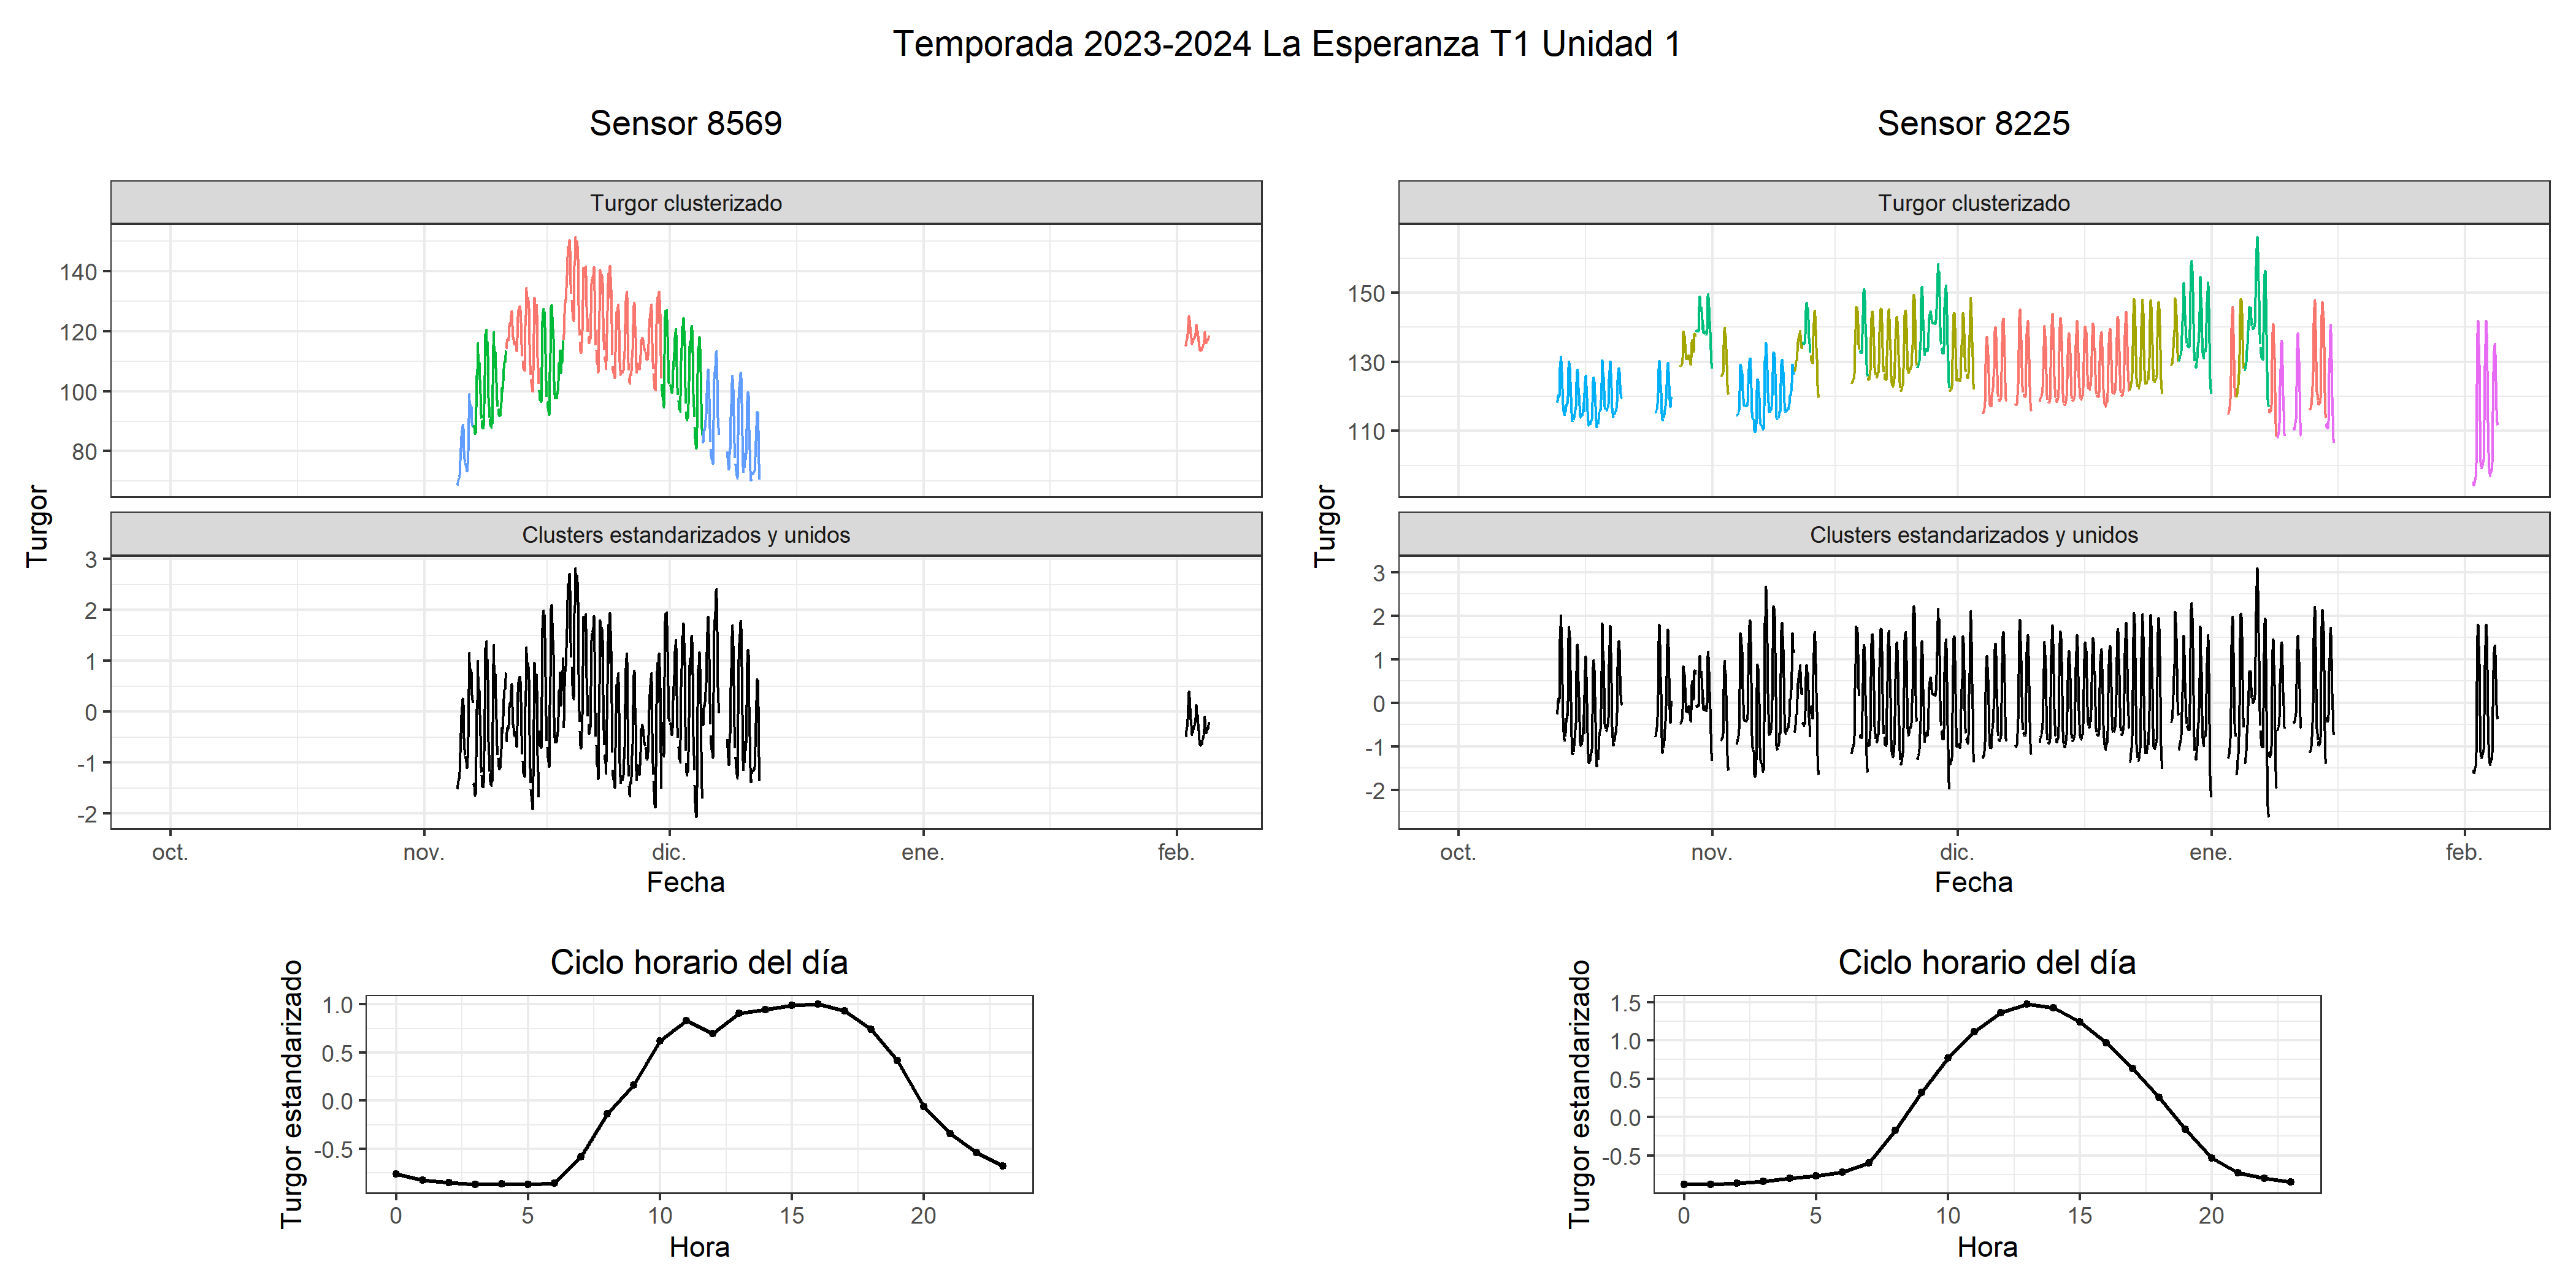 Temporada 2023-2024 La Esperanza T1 Unidad 1
Sensor 8569
Turgor clusterizado
140
120
100
80
Turgor
Clusters estandarizados y unidos
3
2
1
0
-1
-2
oct.
nov.
dic.
ene.
feb.
Fecha
Ciclo horario del día
Turgor estandarizado
1.0
0.5
0.0
-0.5
0
5
10
15
20
Hora
Sensor 8225
Turgor clusterizado
150
130
110
Turgor
Clusters estandarizados y unidos
3
2
1
0
-1
-2
oct.
nov.
dic.
ene.
feb.
Fecha
Ciclo horario del día
Turgor estandarizado
1.5
1.0
0.5
0.0
-0.5
0
5
10
15
20
Hora